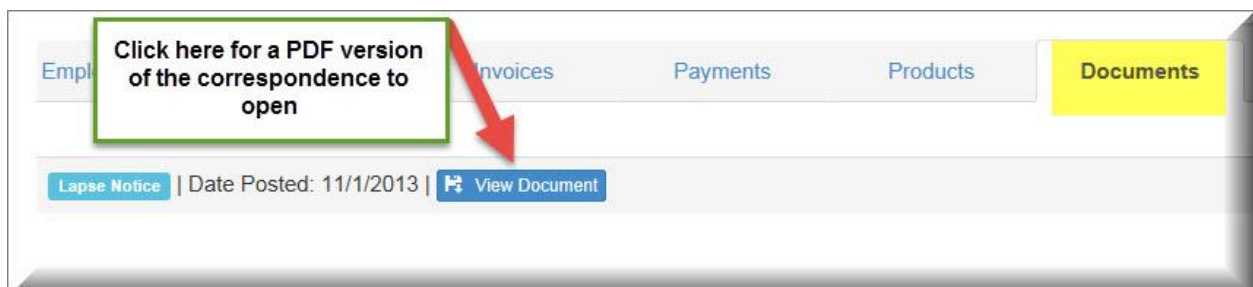 Click here for a PDF version
of the correspondence to
open
Invoices Payments Products Documents
Lapse Notice | Date Posted: 11/1/2013 | View Document